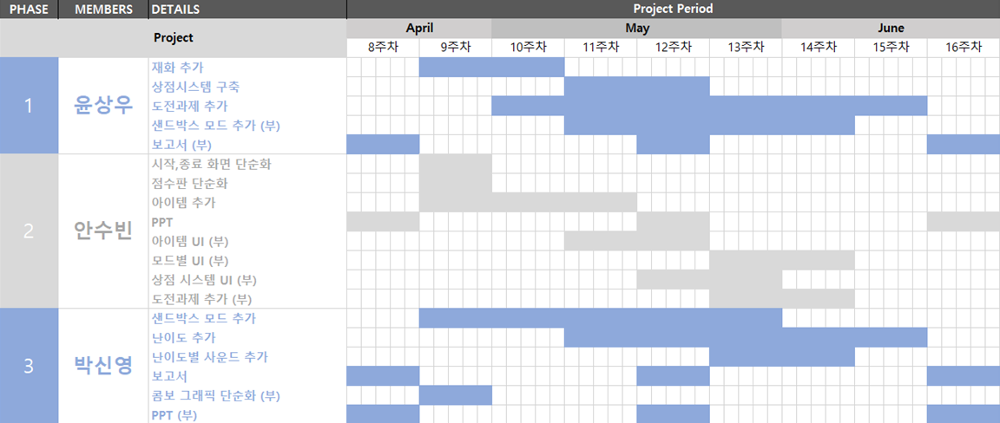 PHASE MEMBERS DETAILS Project Period
Project April May June
8주차 9주차 10주차 11주차 12주차 13주차 14주차 15주차 16주차
1 윤상우
재화 추가
상점시스템 구축
도전과제 추가
샌드박스 모드 추가 (부)
보고서 (부)
2 안수빈
시작,종료 화면 단순화
점수판 단순화
아이템 추가
PPT
아이템 UI (부)
모드별 UI (부)
상점 시스템 UI (부)
도전과제 추가 (부)
3 박신영
샌드박스 모드 추가
난이도 추가
난이도별 사운드 추가
보고서
콤보 그래픽 단순화 (부)
PPT (부)